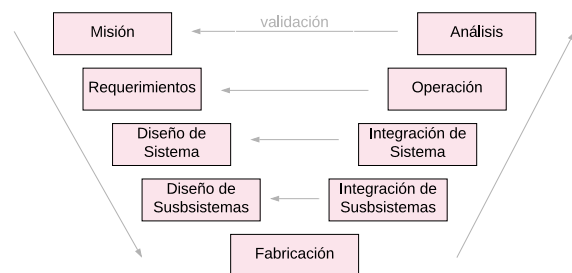 Misión
validación
Análisis
Requerimientos
Operación
Diseño de
Sistema
Integración de
Sistema
Diseño de
Susbsistemas
Integración de
Susbsistemas
Fabricación